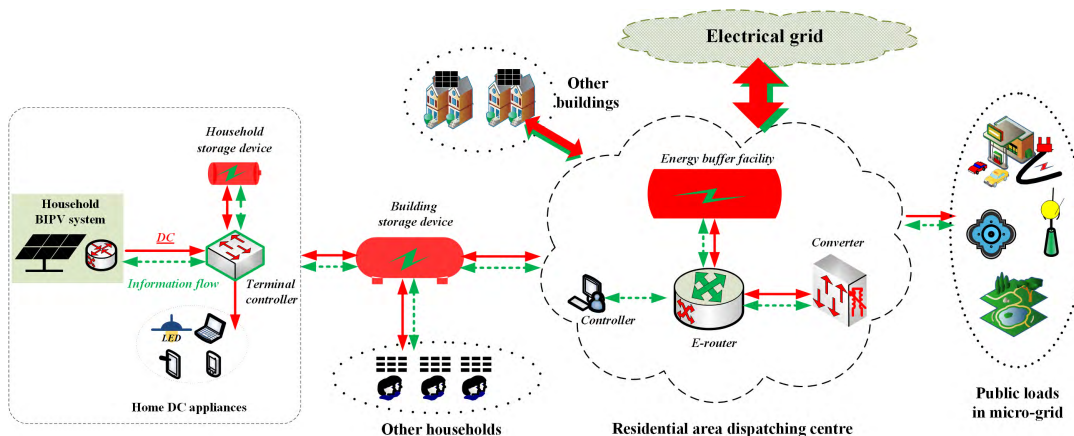 Electrical grid
Other
buildings
Household
storage device
Household
BIPV system
DC
Information flow
Terminal
controller
LED
Home DC appliances
Building
storage device
Other households
Energy buffer facility
Converter
Controller
E-router
Residential area dispatching centre
Public loads
in micro-grid